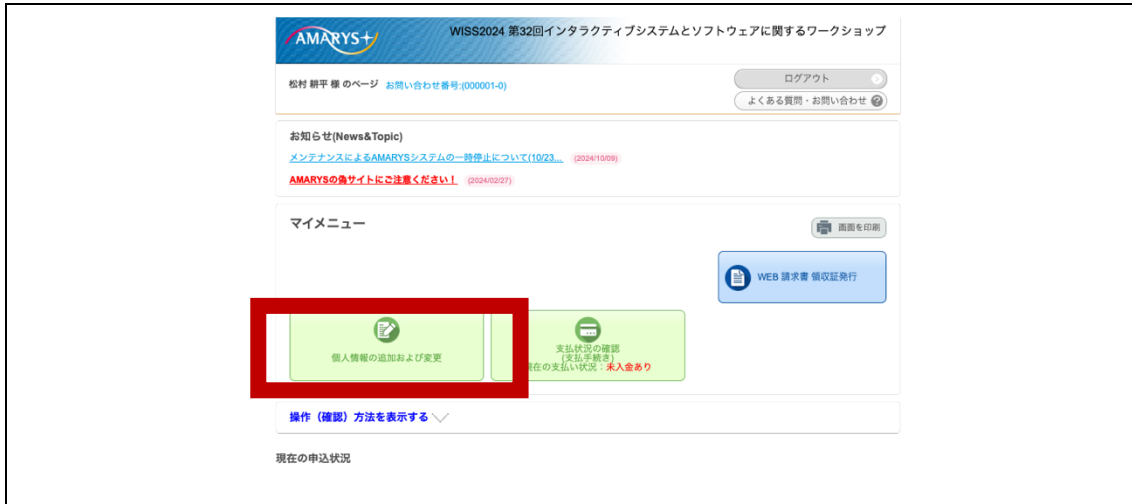 AMARYS+
WISS2024 第32回インタラクティブシステムとソフトウェアに関するワークショップ
松村 耕平 様 のページ お問い合わせ番号:(000001-0)
ログアウト
よくある質問・お問い合わせ
お知らせ(News&Topic)
メンテナンスによるAMARYSシステムの一時停止について(10/23... (2024/10/09)
AMARYSの偽サイトにご注意ください! (2024/02/27)
マイメニュー
画面を印刷
WEB 請求書 領収証発行
個人情報の追加および変更
支払状況の確認
(支払手続き)
現在の支払い状況:未入金あり
操作(確認)方法を表示する
現在の申込状況